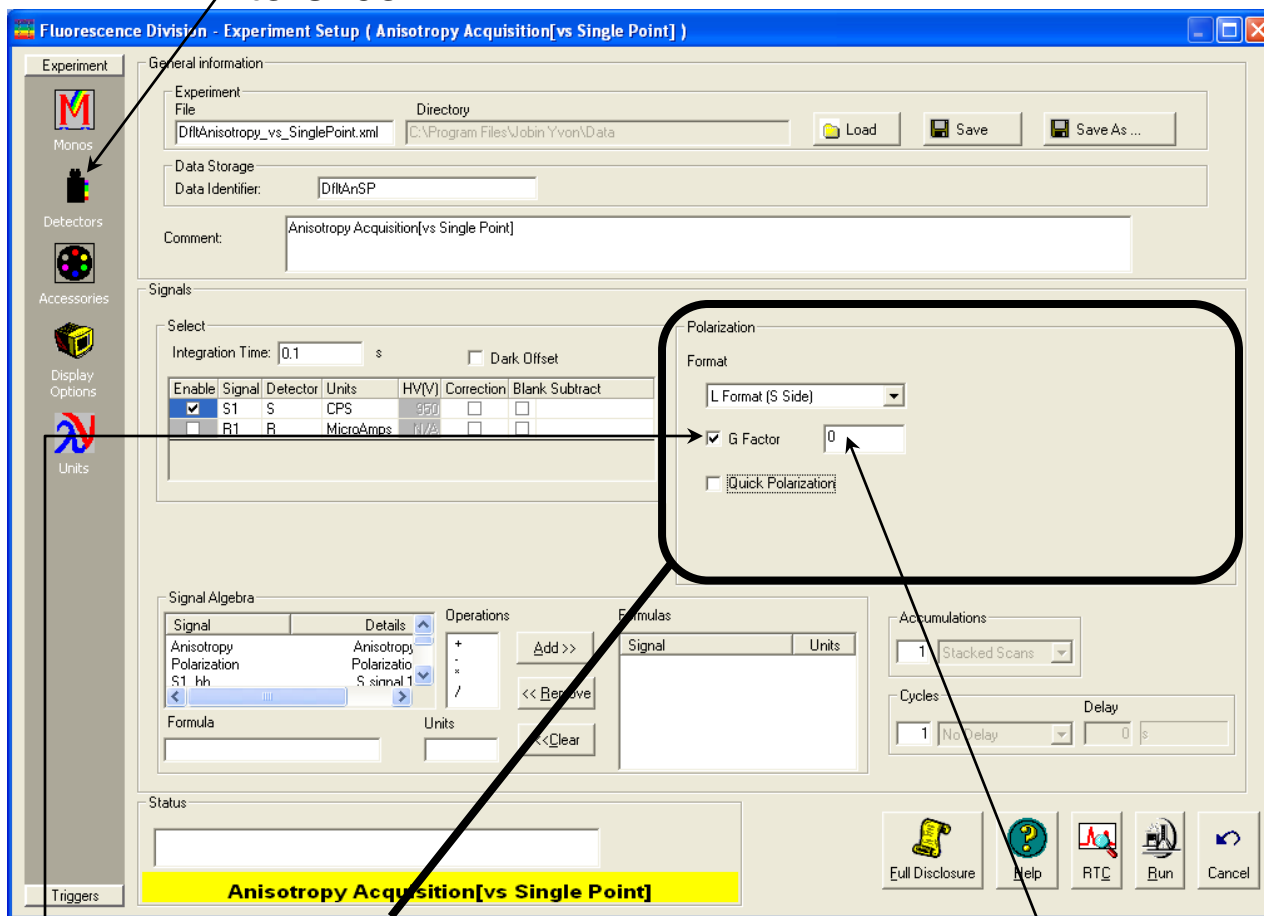 Fluorescence Division - Experiment Setup ( Anisotropy Acquisition[vs Single Point] )
Experiment
Monos
Detectors
Accessories
Display
Options
Units
Triggers
General information
Experiment
File
Directory
DfltAnisotropy_vs_SinglePoint.xml
C:\Program Files\Jobin Yvon\Data
Load
Save
Save As ...
Data Storage
Data Identifier:
DfltAnSP
Comment:
Anisotropy Acquisition[vs Single Point]
Signals
Select
Integration Time: 0.1 s
Dark Offset
Enable Signal Detector Units HV(V) Correction Blank Subtract
S1 S CPS 950
R1 R MicroAmps N/A
Polarization
Format
L Format (S Side)
G Factor 0
Quick Polarization
Signal Algebra
Signal Details
Anisotropy Anisotropy
Polarization Polarizatio
S1_hh S signal 1
Operations
+
-
*
/
Add >>
<< Remove
<<Clear
Formulas
Signal Units
Formula
Units
Accumulations
1 Stacked Scans
Cycles
Delay
1 No Delay 0 s
Status
Anisotropy Acquisition[vs Single Point]
Full Disclosure
Help
RTC
Run
Cancel